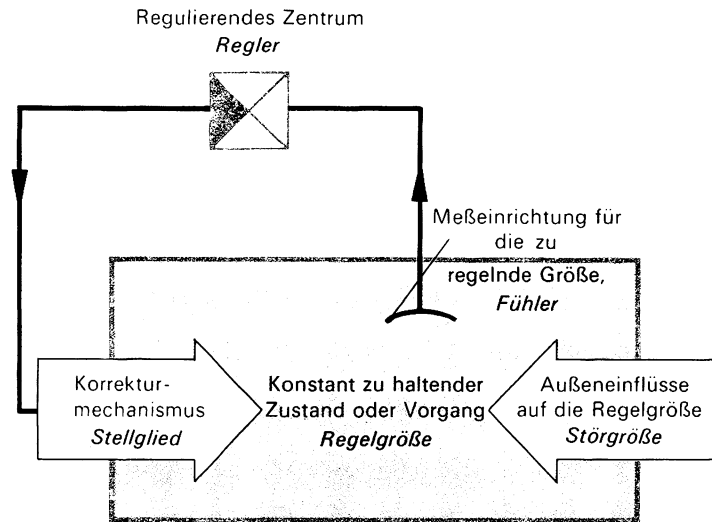 Regulierendes Zentrum
Regler
Meßeinrichtung für
die zu
regelnde Größe,
Fühler
Korrektur-
mechanismus
Stellglied
Konstant zu haltender
Zustand oder Vorgang
Regelgröße
Außeneinflüsse
auf die Regelgröße
Störgröße